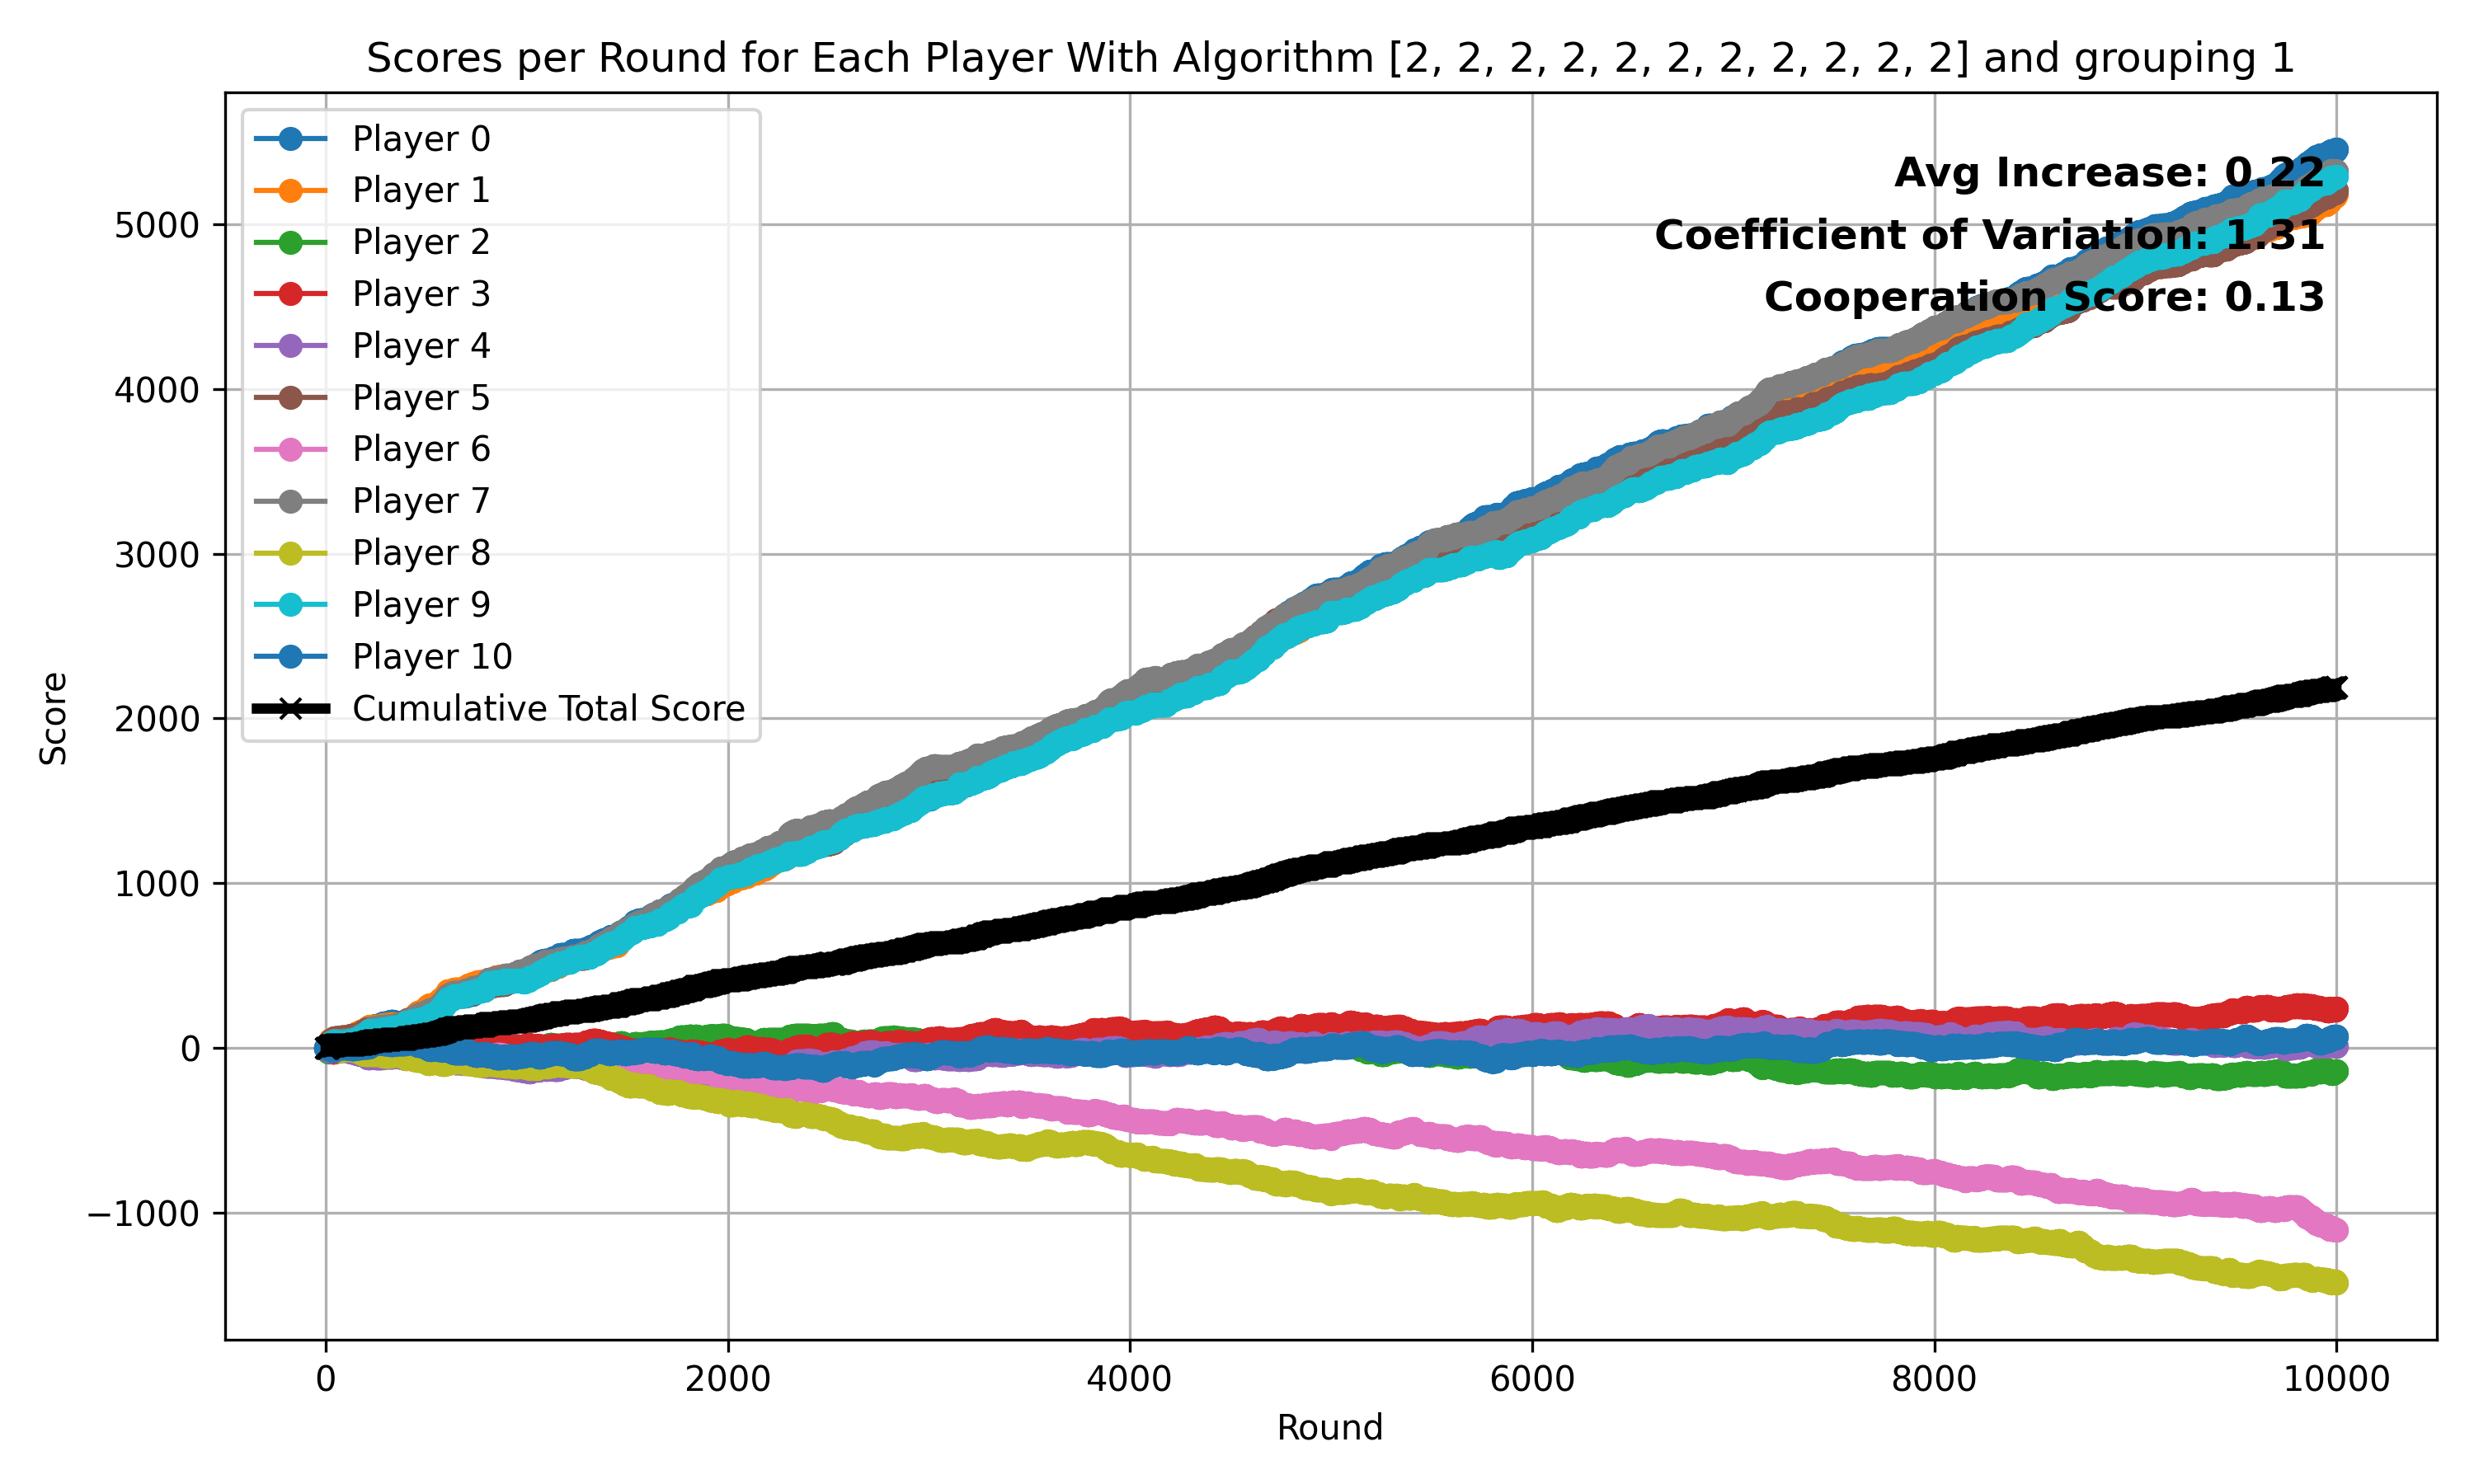 Scores per Round for Each Player With Algorithm [2, 2, 2, 2, 2, 2, 2, 2, 2, 2, 2] and grouping 1
Player 0
Player 1
Player 2
Player 3
Player 4
Player 5
Player 6
Player 7
Player 8
Player 9
Player 10
Cumulative Total Score
Avg Increase: 0.22
Coefficient of Variation: 1.31
Cooperation Score: 0.13
Score
5000
4000
3000
2000
1000
0
−1000
0
2000
4000
6000
8000
10000
Round